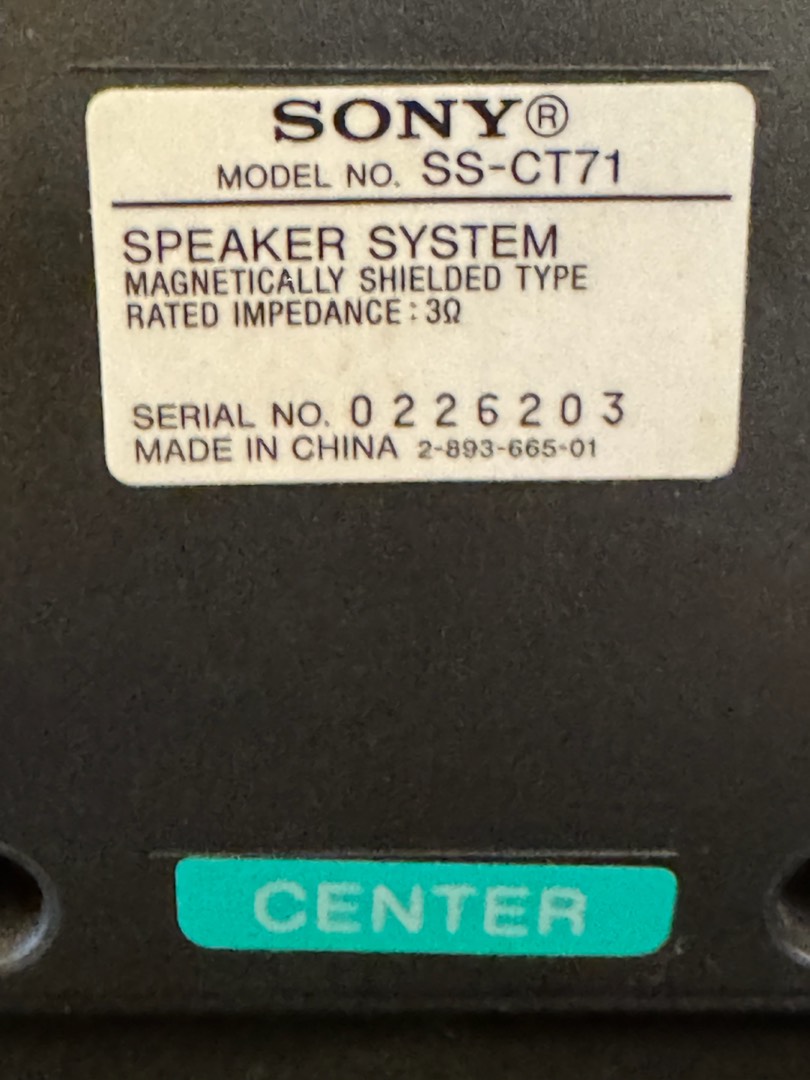 SONY®
MODEL NO. SS-CT71
SPEAKER SYSTEM
MAGNETICALLY SHIELDED TYPE
RATED IMPEDANCE : 3Ω
SERIAL NO. 0226203
MADE IN CHINA 2-893-665-01
CENTER